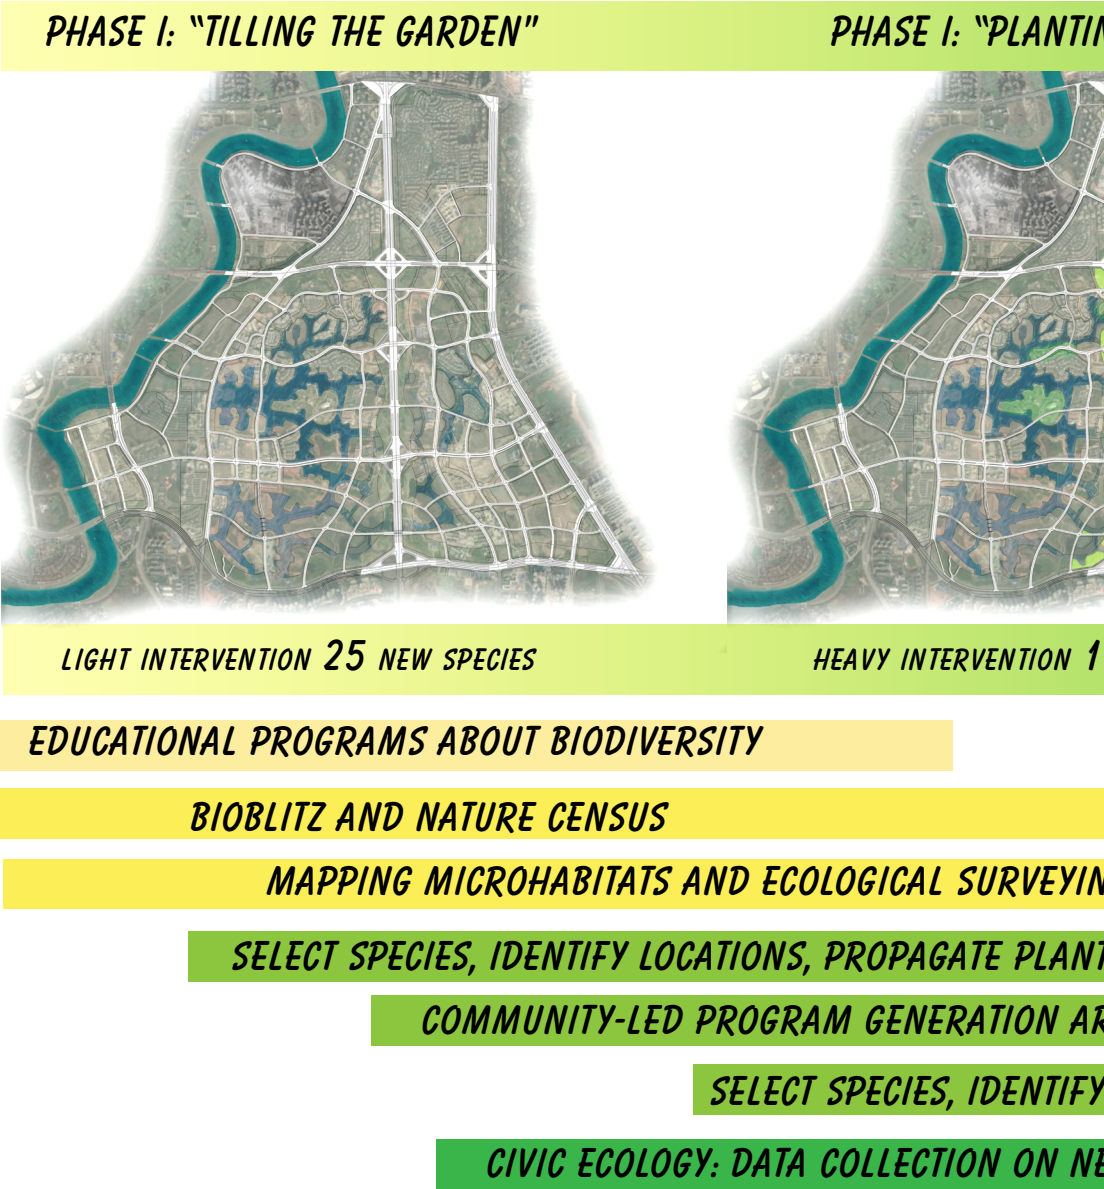 PHASE I: “TILLING THE GARDEN”
PHASE I: “PLANTIN
LIGHT INTERVENTION 25 NEW SPECIES
HEAVY INTERVENTION 1
EDUCATIONAL PROGRAMS ABOUT BIODIVERSITY
BIOBLITZ AND NATURE CENSUS
MAPPING MICROHABITATS AND ECOLOGICAL SURVEYIN
SELECT SPECIES, IDENTIFY LOCATIONS, PROPAGATE PLANT
COMMUNITY-LED PROGRAM GENERATION AR
SELECT SPECIES, IDENTIFY
CIVIC ECOLOGY: DATA COLLECTION ON NE